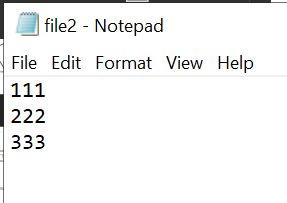 file2 - Notepad
File Edit Format View Help
111
222
333